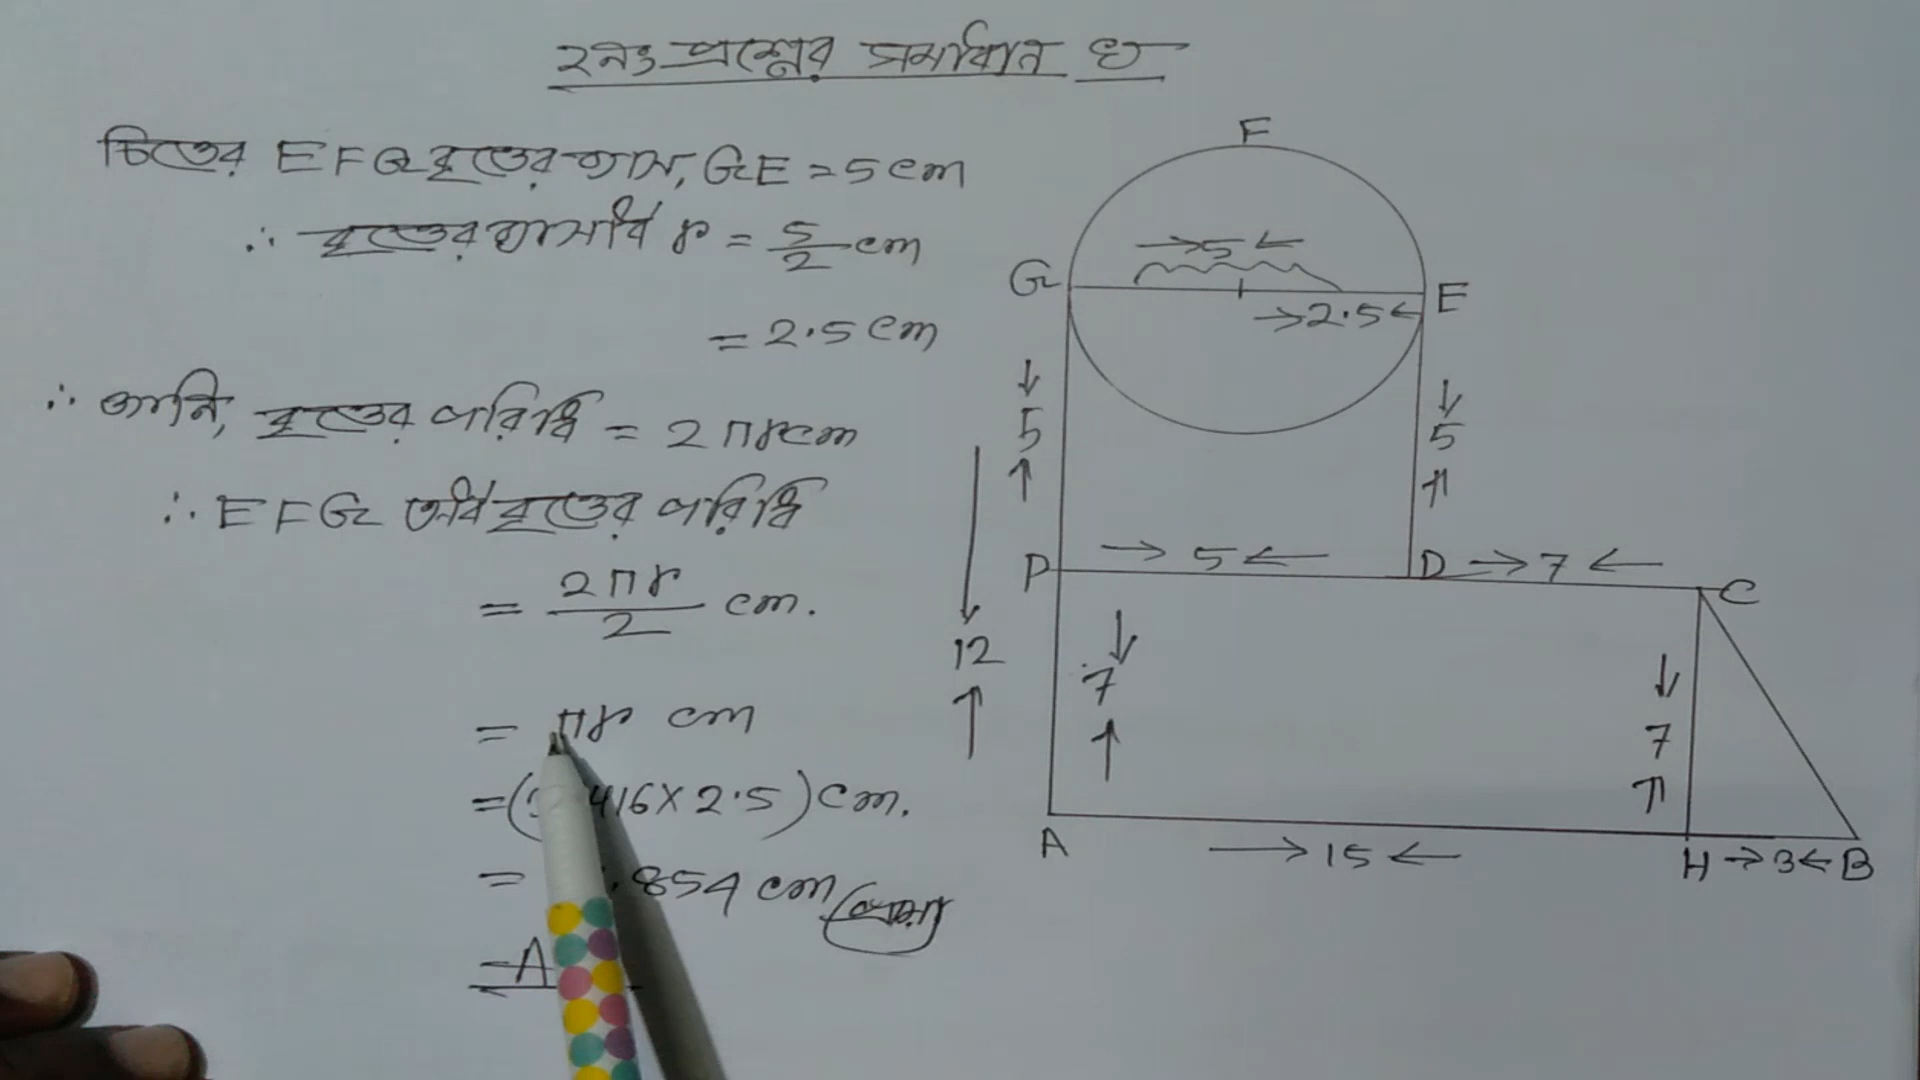 ২নং প্রশ্নের সমাধান খ
চিত্রের EFG বৃত্তের ব্যাস, GE = 5 cm
∴ বৃত্তের ব্যাসার্ধ r = 5/2 cm
= 2.5 cm
∴ জানি, বৃত্তের পরিধি = 2πr cm
∴ EFG অর্ধবৃত্তের পরিধি
= 2πr/2 cm.
= πr cm
416 × 2.5) cm.
= .854 cm
A
F
→5←
G
E
→2.5←
↓ 5 ↑
↓ 5 ↑
P →5← D →7← C
↓ 12 ↑
↓ 7 ↑
↓ 7 ↑
A →15← H →3← B